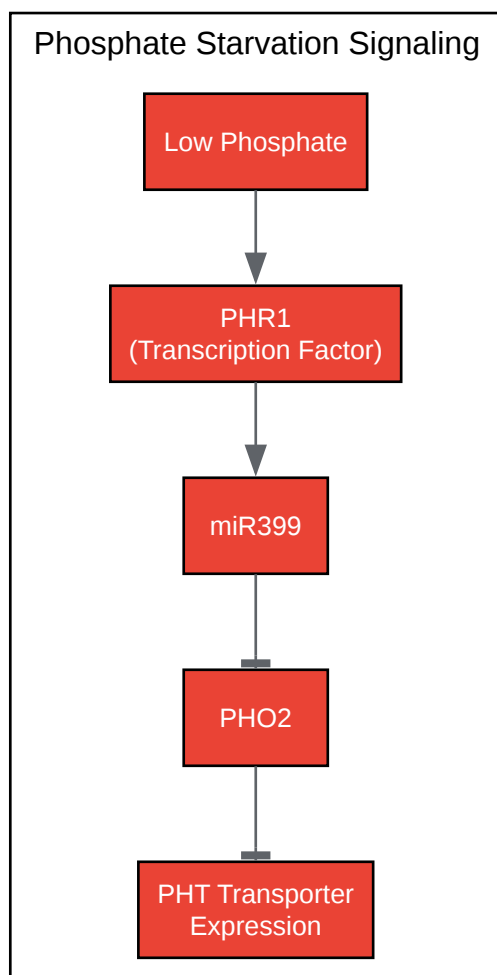 Phosphate Starvation Signaling
Low Phosphate
PHR1
(Transcription Factor)
miR399
PHO2
PHT Transporter
Expression